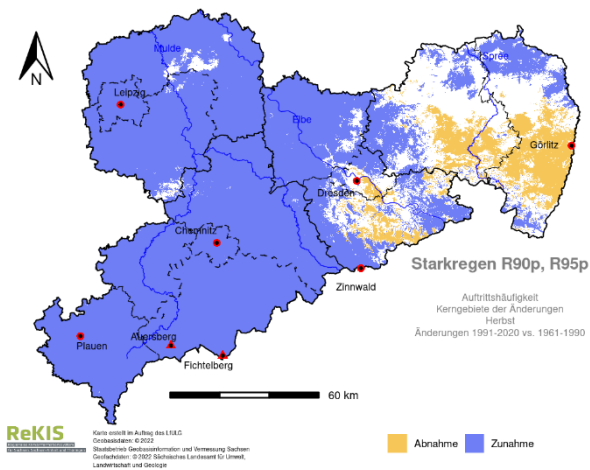 Mulde
Spree
Leipzig
Elbe
Görlitz
Dresden
Chemnitz
Starkregen R90p, R95p
Zinnwald
Auftrittshäufigkeit
Kerngebiete der Änderungen
Herbst
Änderungen 1991-2020 vs. 1961-1990
Auersberg
Plauen
Fichtelberg
60 km
N
ReKIS
Karte erstellt im Auftrag des LfULG
Geobasisdaten: ©2022
Staatsbetrieb Geobasisinformation und Vermessung Sachsen
Geofachdaten: ©2022 Sächsisches Landesamt für Umwelt,
Landwirtschaft und Geologie
Abnahme
Zunahme